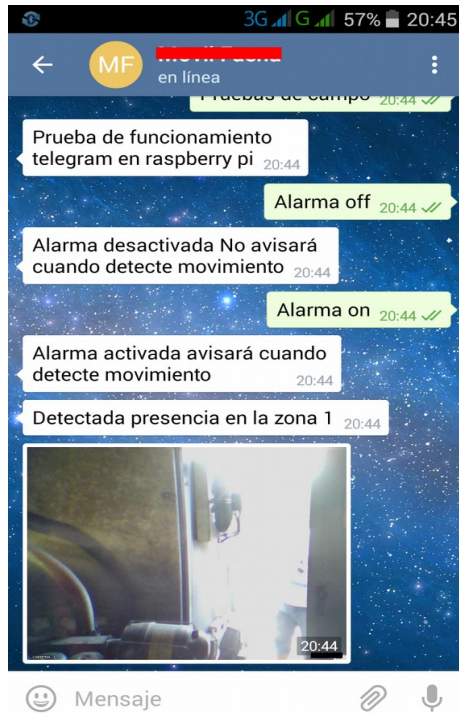 3G G 57% 20:45
MF
en línea
Pruebas de campo 20:44
Prueba de funcionamiento
telegram en raspberry pi 20:44
Alarma off 20:44
Alarma desactivada No avisará
cuando detecte movimiento 20:44
Alarma on 20:44
Alarma activada avisará cuando
detecte movimiento 20:44
Detectada presencia en la zona 1 20:44
20:44
Mensaje